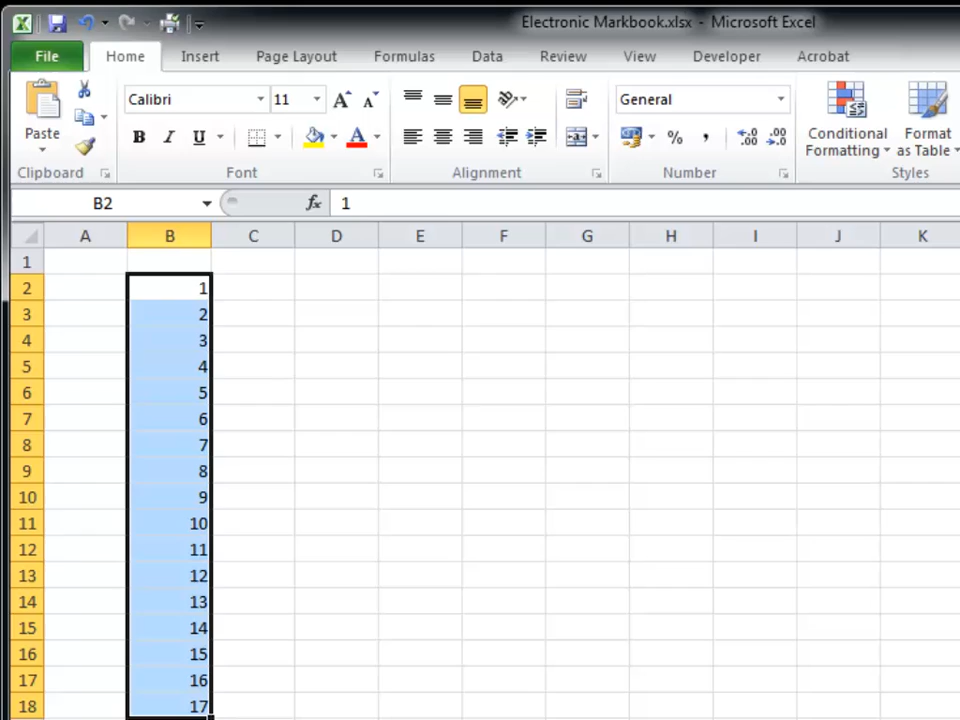 Electronic Markbook.xlsx - Microsoft Excel
File Home Insert Page Layout Formulas Data Review View Developer Acrobat
Calibri 11 General
Paste B I U A % , Conditional Formatting Format as Table
Clipboard Font Alignment Number Styles
B2 fx 1
A B C D E F G H I J K
1
2 1
3 2
4 3
5 4
6 5
7 6
8 7
9 8
10 9
11 10
12 11
13 12
14 13
15 14
16 15
17 16
18 17